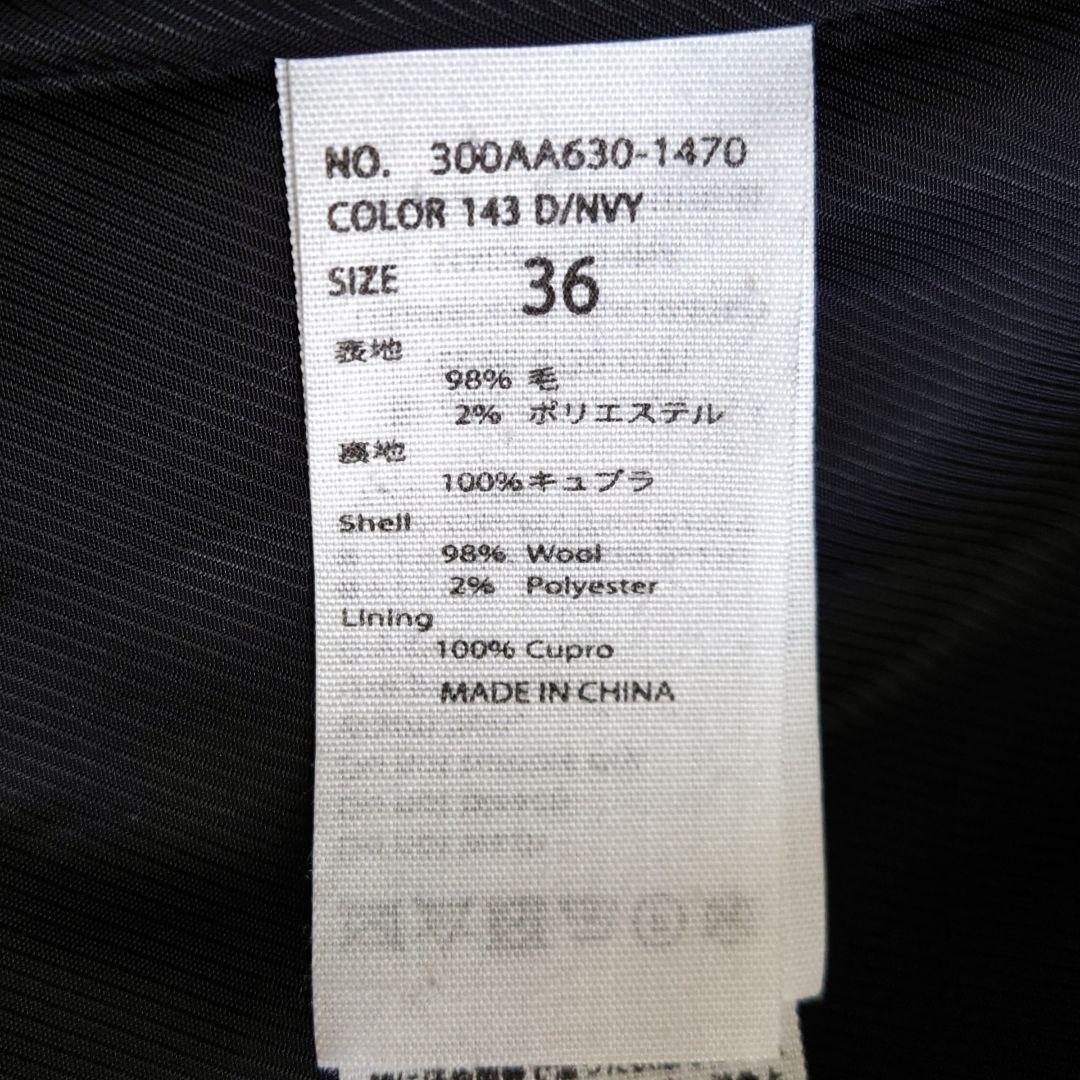 NO. 300AA630-1470
COLOR 143 D/NVY
SIZE 36
表地
98% 毛
2% ポリエステル
裏地
100% キュプラ
Shell
98% Wool
2% Polyester
Lining
100% Cupro
MADE IN CHINA